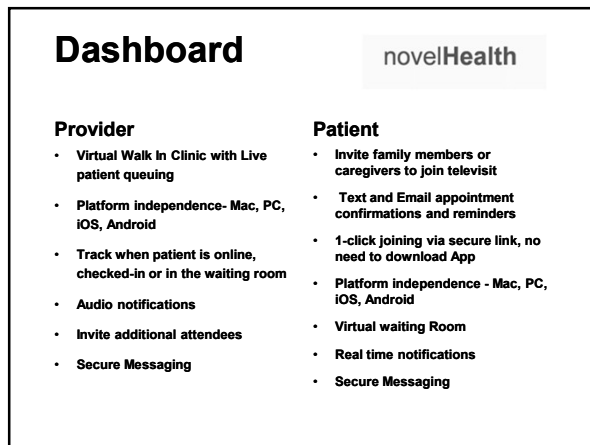 Dashboard
novelHealth
Provider
• Virtual Walk In Clinic with Live
patient queuing
• Platform independence- Mac, PC,
iOS, Android
• Track when patient is online,
checked-in or in the waiting room
• Audio notifications
• Invite additional attendees
• Secure Messaging
Patient
• Invite family members or
caregivers to join televisit
• Text and Email appointment
confirmations and reminders
• 1-click joining via secure link, no
need to download App
• Platform independence - Mac, PC,
iOS, Android
• Virtual waiting Room
• Real time notifications
• Secure Messaging